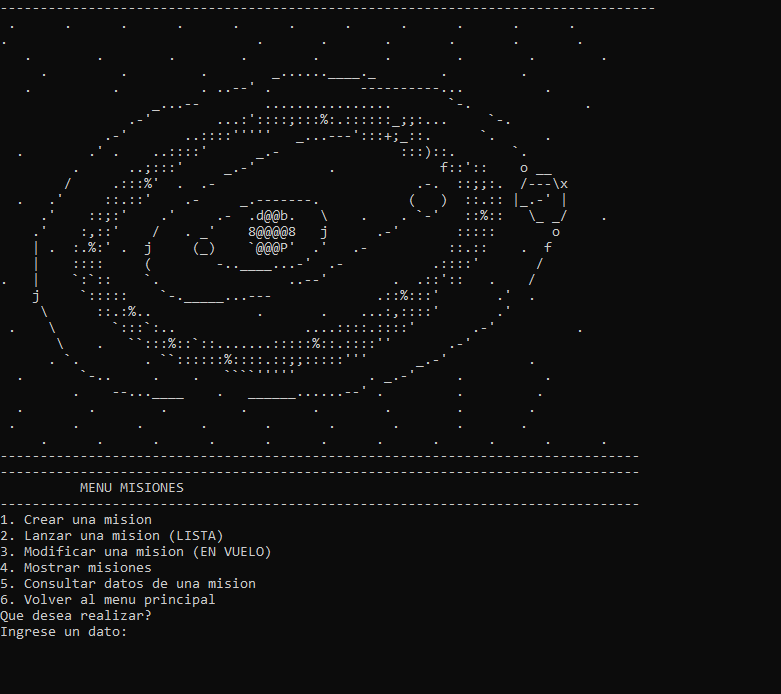 MENU MISIONES
1. Crear una mision
2. Lanzar una mision (LISTA)
3. Modificar una mision (EN VUELO)
4. Mostrar misiones
5. Consultar datos de una mision
6. Volver al menu principal
Que desea realizar?
Ingrese un dato: